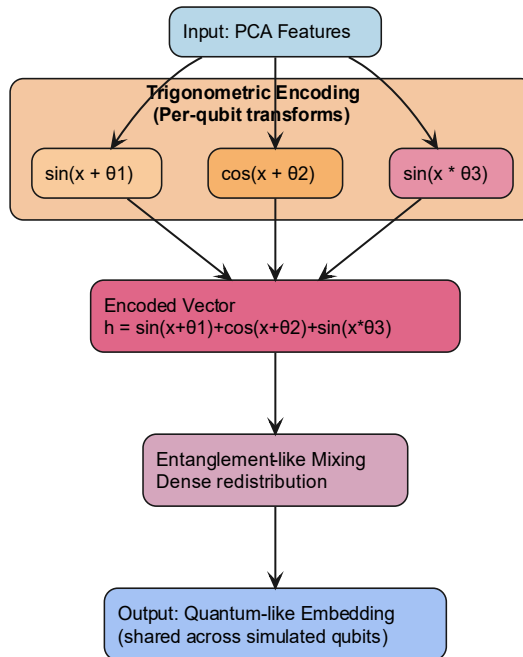 Input: PCA Features
Trigonometric Encoding
(Per-qubit transforms)
sin(x + θ1)
cos(x + θ2)
sin(x * θ3)
Encoded Vector
h = sin(x+θ1)+cos(x+θ2)+sin(x*θ3)
Entanglement-like Mixing
Dense redistribution
Output: Quantum-like Embedding
(shared across simulated qubits)